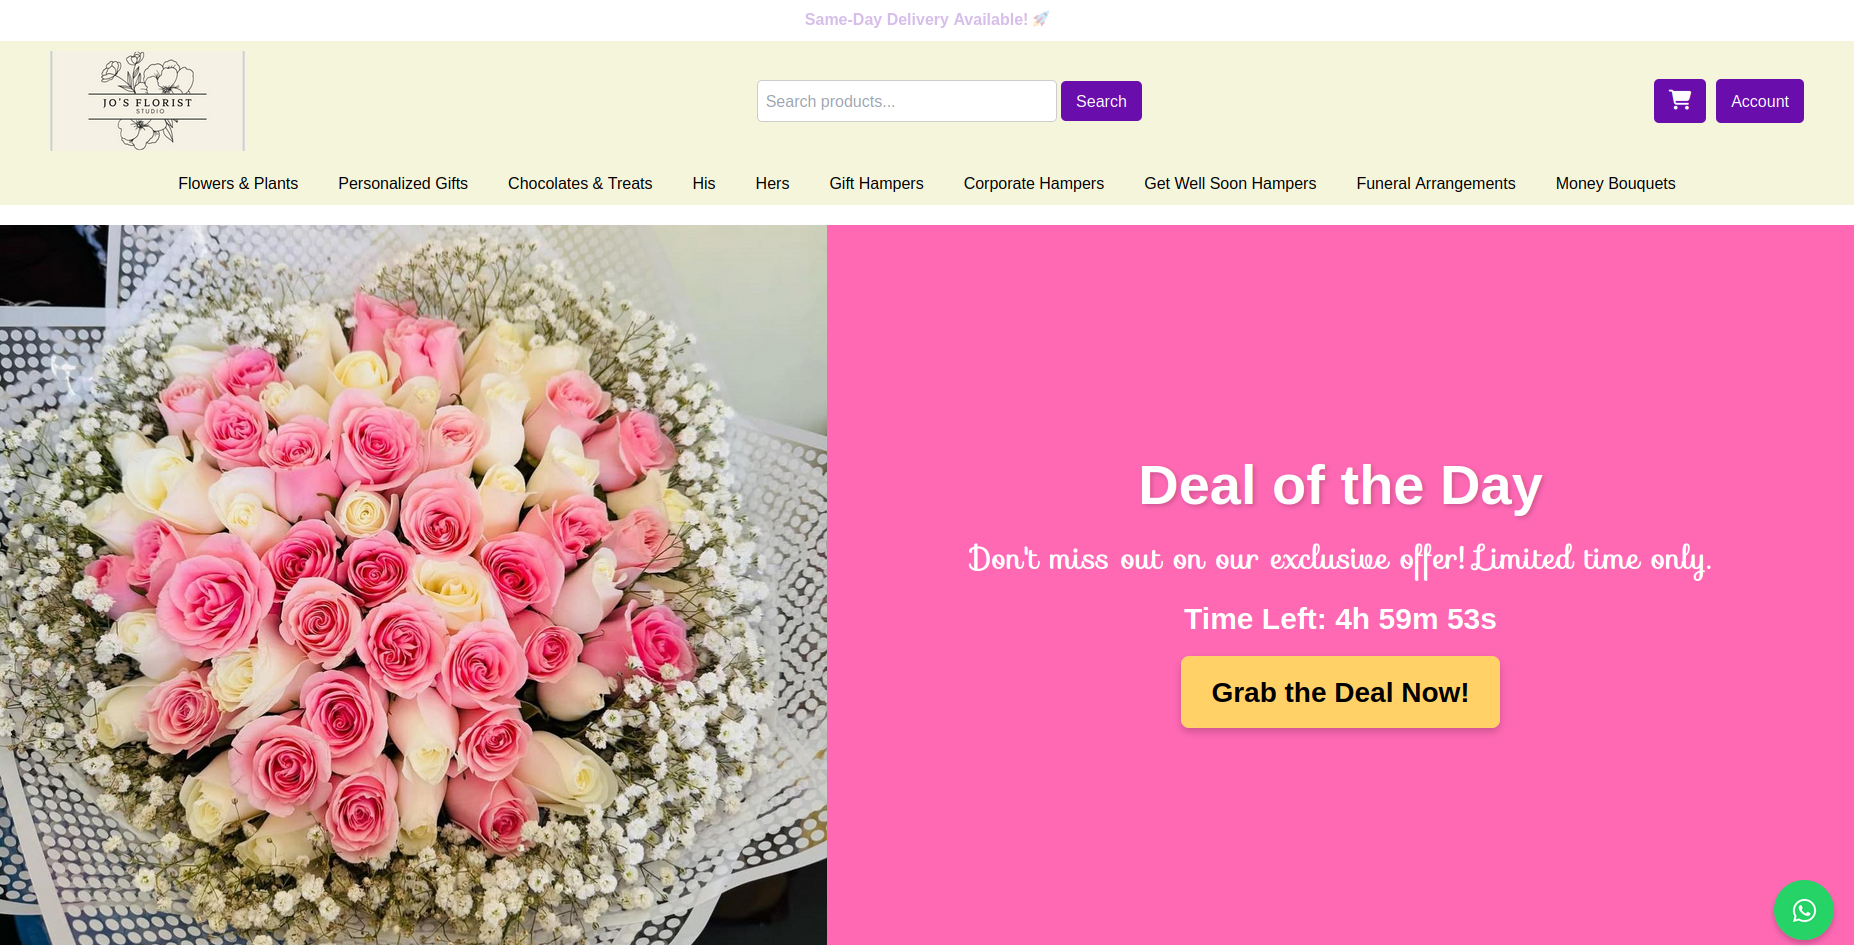 Same-Day Delivery Available! 🚀
JO'S FLORIST
STUDIO
Search products...
Search
Account
Flowers & Plants
Personalized Gifts
Chocolates & Treats
His
Hers
Gift Hampers
Corporate Hampers
Get Well Soon Hampers
Funeral Arrangements
Money Bouquets
Deal of the Day
Don't miss out on our exclusive offer! Limited time only.
Time Left: 4h 59m 53s
Grab the Deal Now!